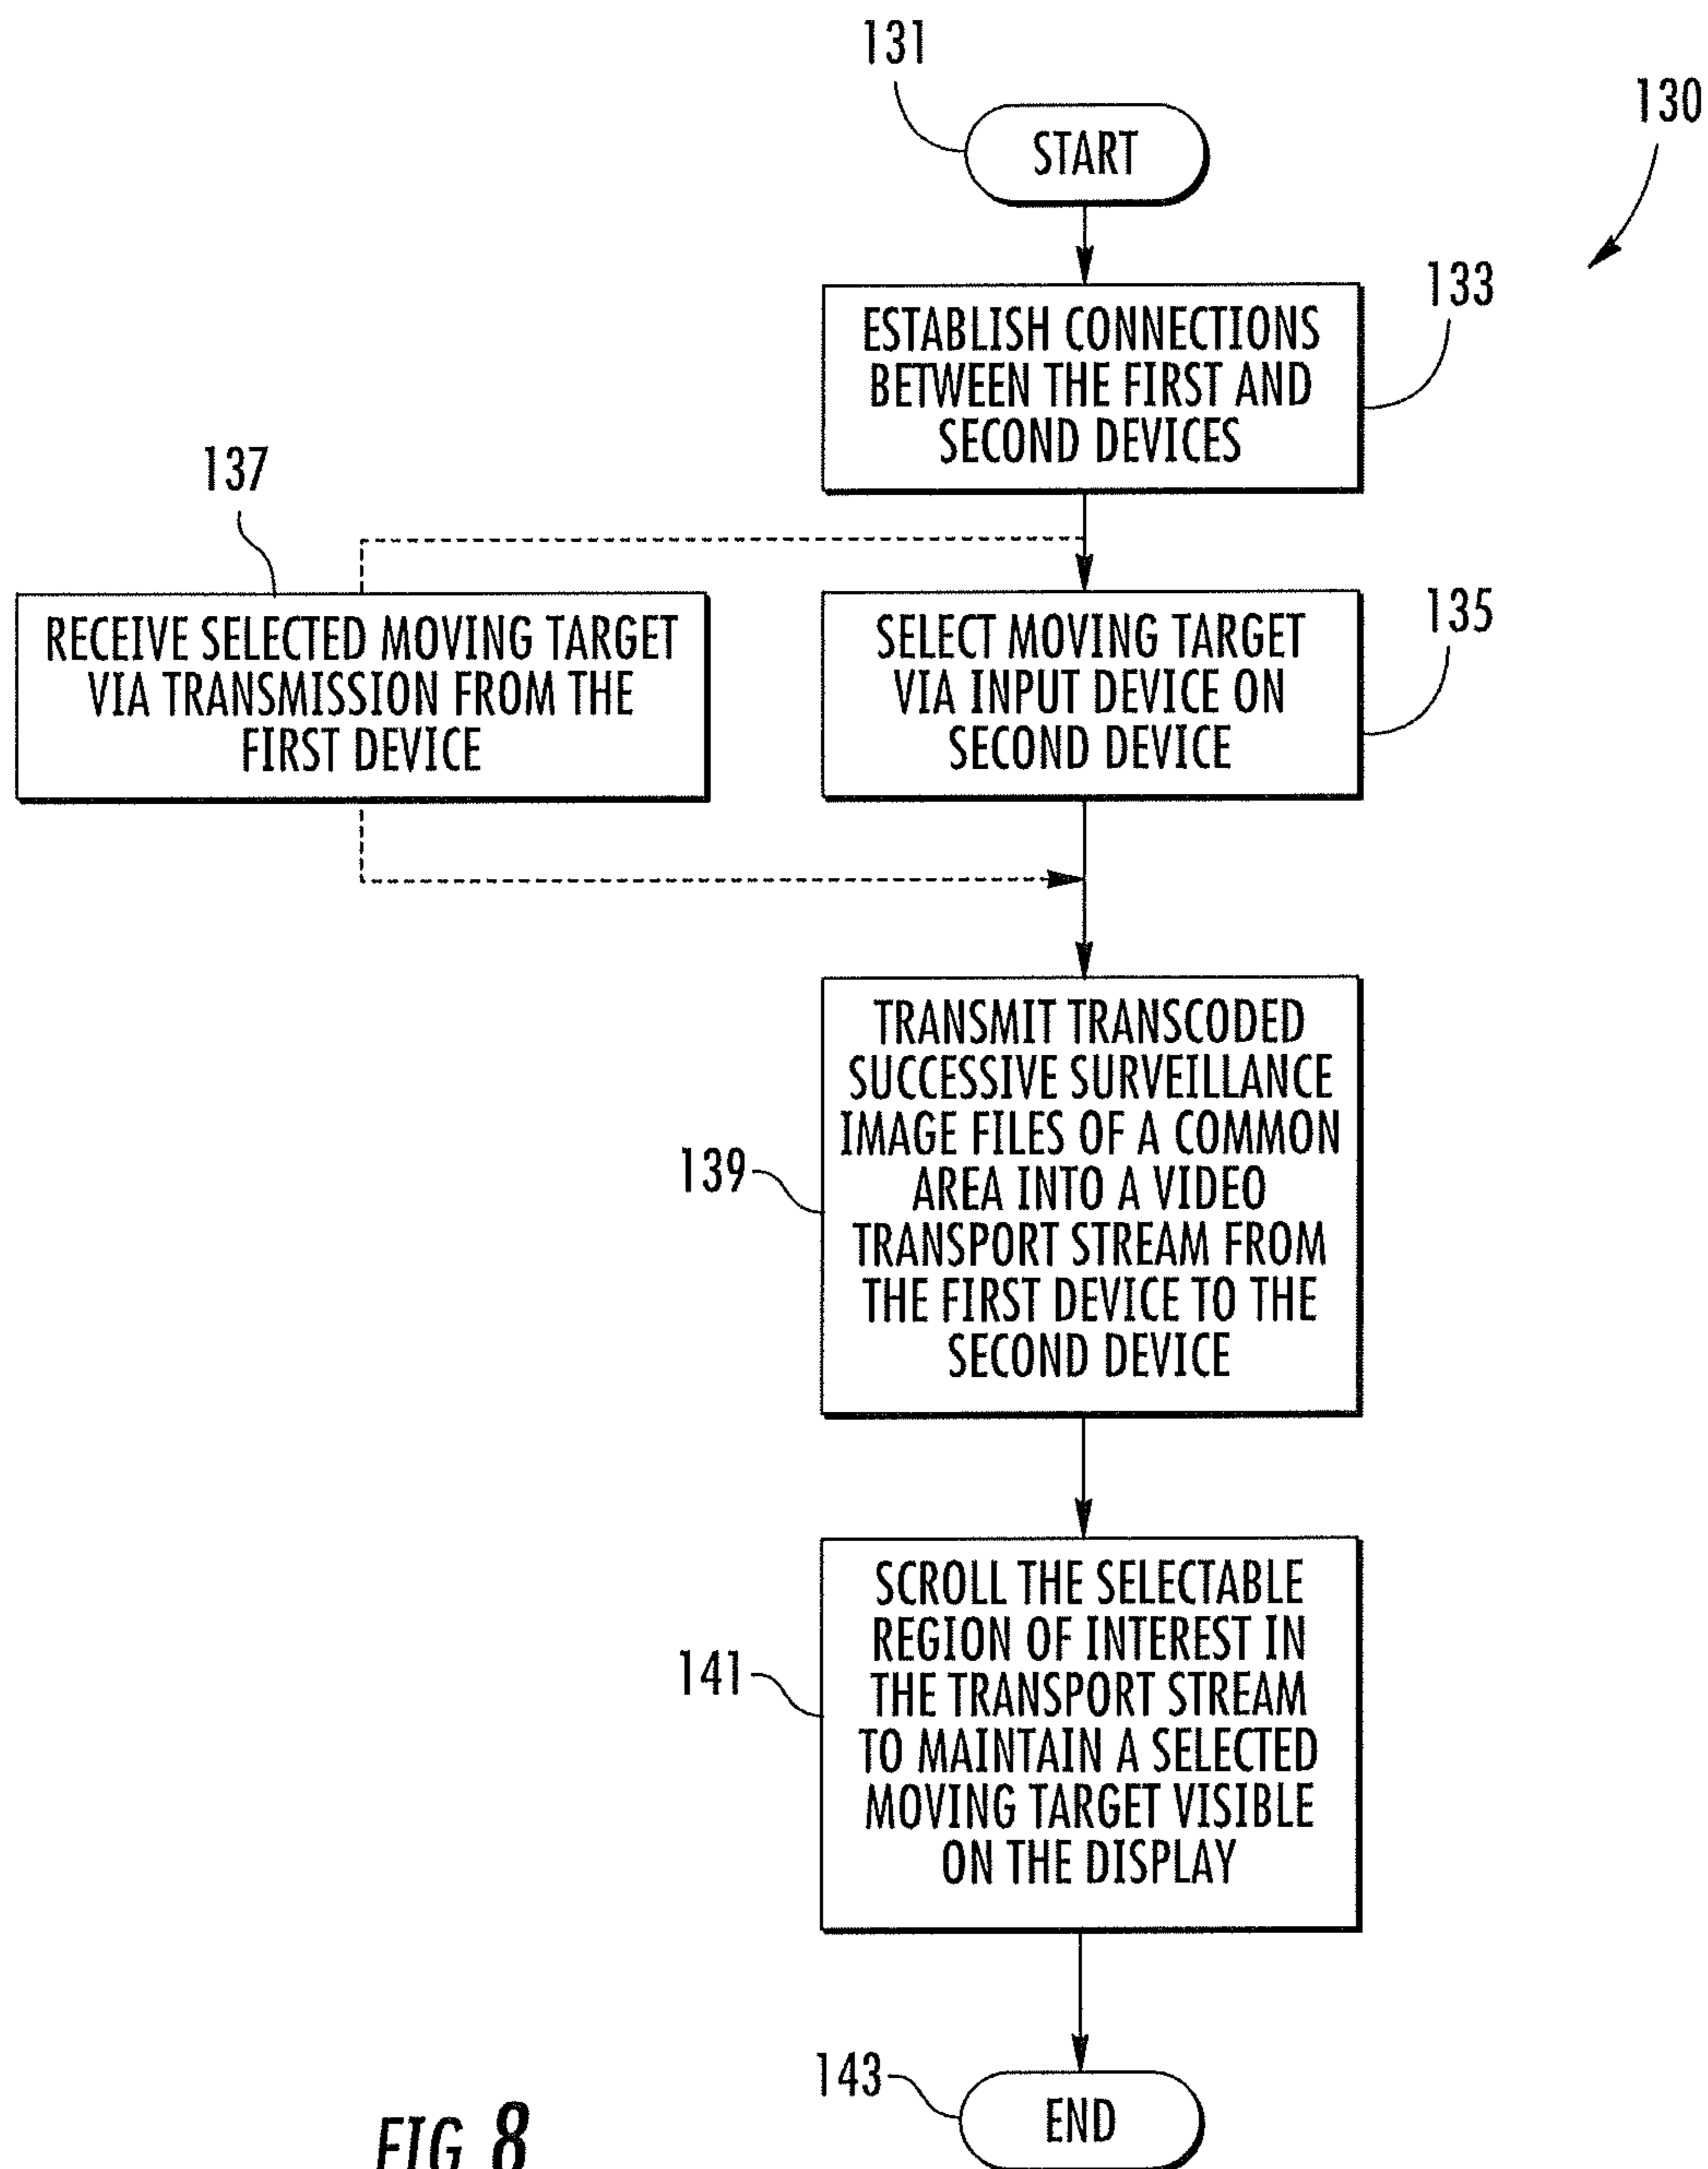 131
130
START
133
ESTABLISH CONNECTIONS
BETWEEN THE FIRST AND
SECOND DEVICES
137
RECEIVE SELECTED MOVING TARGET
VIA TRANSMISSION FROM THE
FIRST DEVICE
135
SELECT MOVING TARGET
VIA INPUT DEVICE ON
SECOND DEVICE
139
TRANSMIT TRANSCODED
SUCCESSIVE SURVEILLANCE
IMAGE FILES OF A COMMON
AREA INTO A VIDEO
TRANSPORT STREAM FROM
THE FIRST DEVICE TO THE
SECOND DEVICE
141
SCROLL THE SELECTABLE
REGION OF INTEREST IN
THE TRANSPORT STREAM
TO MAINTAIN A SELECTED
MOVING TARGET VISIBLE
ON THE DISPLAY
143
END
FIG 8